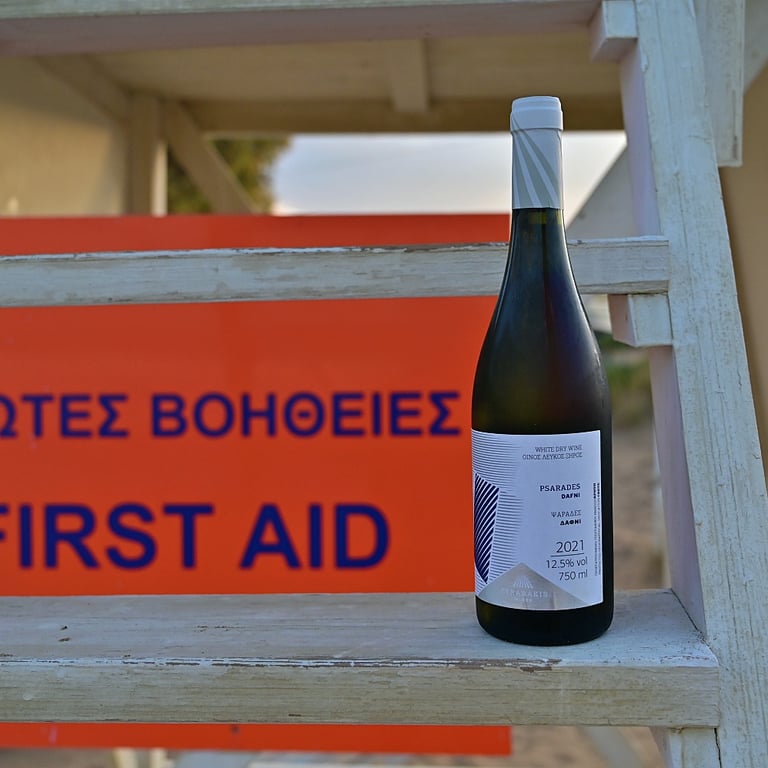 ΩΤΕΣ ΒΟΗΘΕΙΕΣ
FIRST AID
WHITE DRY WINE
ΟΙΝΟΣ ΛΕΥΚΟΣ ΞΗΡΟΣ
PSARADES
DAFNI
ΨΑΡΑΔΕΣ
ΔΑΦΝΙ
2021
12.5% vol
750 ml